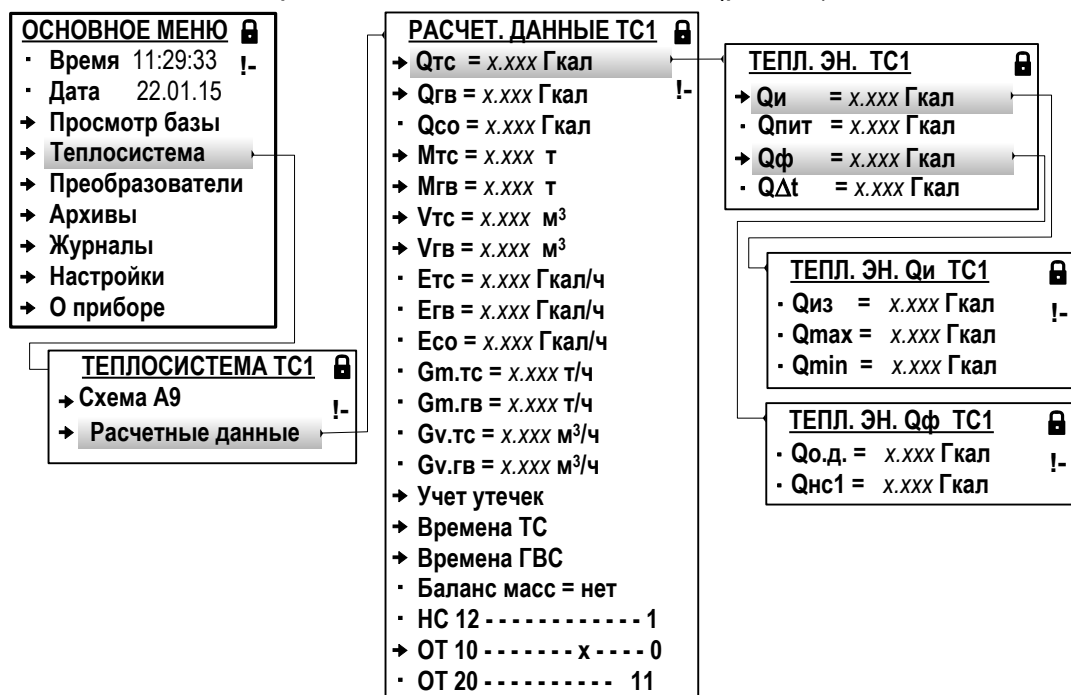 ОСНОВНОЕ МЕНЮ
· Время 11:29:33 !-
· Дата 22.01.15
→ Просмотр базы
→ Теплосистема
→ Преобразователи
→ Архивы
→ Журналы
→ Настройки
→ О приборе
ТЕПЛОСИСТЕМА ТС1
→ Схема А9 !-
→ Расчетные данные
РАСЧЕТ. ДАННЫЕ ТС1
→ Qтс = x.xxx Гкал
→ Qгв = x.xxx Гкал !-
· Qсо = x.xxx Гкал
→ Mтс = x.xxx т
→ Mгв = x.xxx т
→ Vтс = x.xxx м³
→ Vгв = x.xxx м³
· Eтс = x.xxx Гкал/ч
· Eгв = x.xxx Гкал/ч
· Eсо = x.xxx Гкал/ч
· Gm.тс = x.xxx т/ч
· Gm.гв = x.xxx т/ч
· Gv.тс = x.xxx м³/ч
· Gv.гв = x.xxx м³/ч
→ Учет утечек
→ Времена ТС
→ Времена ГВС
· Баланс масс = нет
· НС 12 - - - - - - - - - - - - 1
→ ОТ 10 - - - - - - - x - - - - 0
· ОТ 20 - - - - - - - - - - 11
ТЕПЛ. ЭН. ТС1
→ Qи = x.xxx Гкал
· Qпит = x.xxx Гкал
→ Qф = x.xxx Гкал
· QΔt = x.xxx Гкал
ТЕПЛ. ЭН. Qи ТС1
· Qиз = x.xxx Гкал !-
· Qmax = x.xxx Гкал
· Qmin = x.xxx Гкал
ТЕПЛ. ЭН. Qф ТС1
· Qо.д. = x.xxx Гкал !-
· Qнс1 = x.xxx Гкал